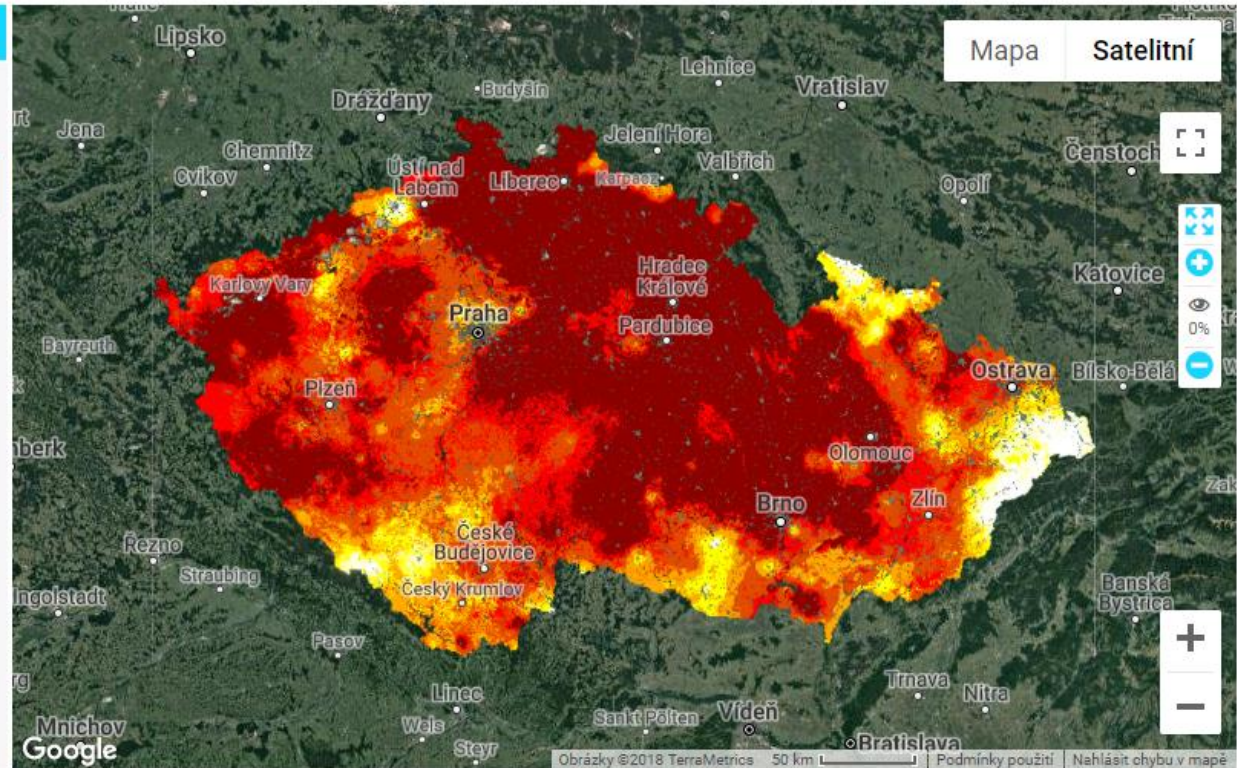 Lipsko
Mapa
Satelitní
Lehnice
Vratislav
Budyšín
Drážďany
Jena
Chemnitz
Jelení Hora
Čenstoch
Cvikov
Ústí nad
Labem
Liberec
Karpacz
Valbřich
Opolí
Karlovy Vary
Hradec
Králové
Katovice
Praha
Pardubice
0%
Bayreuth
Plzeň
Ostrava
Bílsko-Bělá
nberk
Olomouc
Brno
Zlín
Řezno
České
Budějovice
Straubing
Český Krumlov
Ingolstadt
Banská
Bystrica
Pasov
Linec
Trnava
Nitra
Mnichov
Wels
Sankt Pölten
Vídeň
Steyr
Bratislava
Google
Obrázky ©2018 TerraMetrics
50 km
Podmínky použití
Nahlásit chybu v mapě